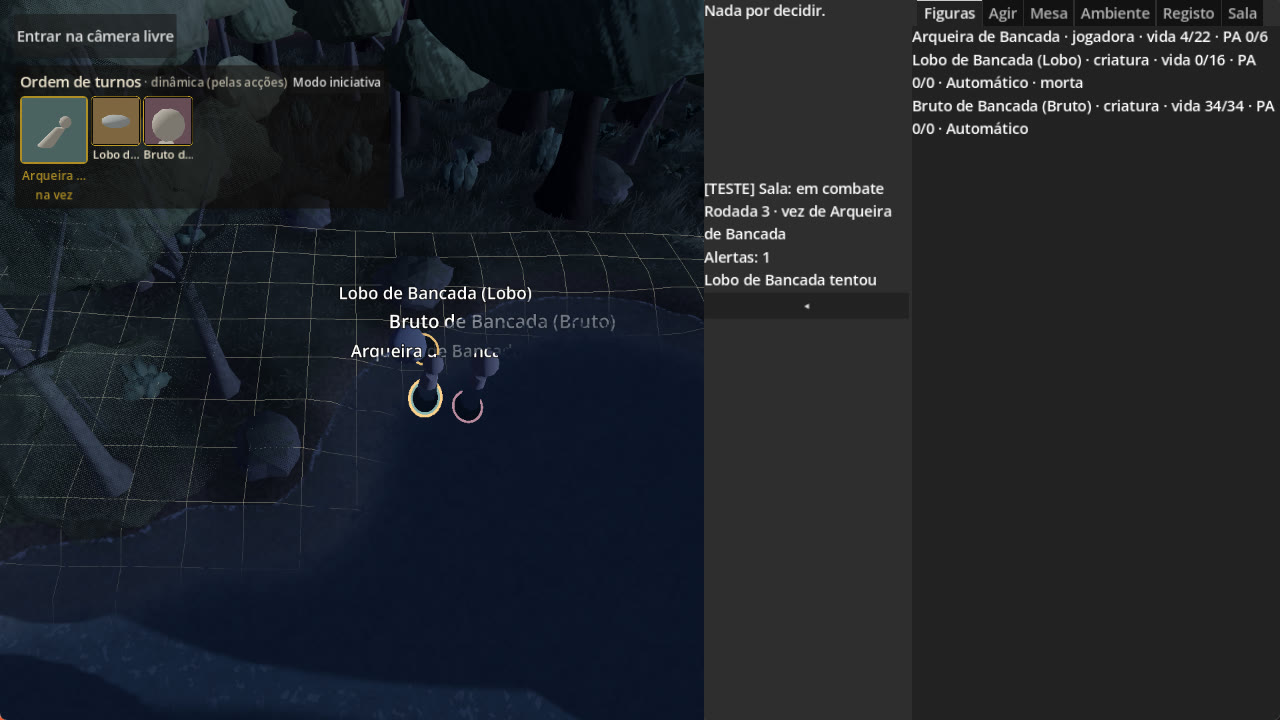 Entrar na câmera livre
Ordem de turnos · dinâmica (pelas acções) Modo iniciativa
Lobo d... Bruto d...
Arqueira ...
na vez
Lobo de Bancada (Lobo)
Bruto de Bancada (Bruto)
Arqueira de Banca
Nada por decidir.
[TESTE] Sala: em combate
Rodada 3 · vez de Arqueira
de Bancada
Alertas: 1
Lobo de Bancada tentou
Figuras Agir Mesa Ambiente Registo Sala
Arqueira de Bancada · jogadora · vida 4/22 · PA 0/6
Lobo de Bancada (Lobo) · criatura · vida 0/16 · PA
0/0 · Automático · morta
Bruto de Bancada (Bruto) · criatura · vida 34/34 · PA
0/0 · Automático